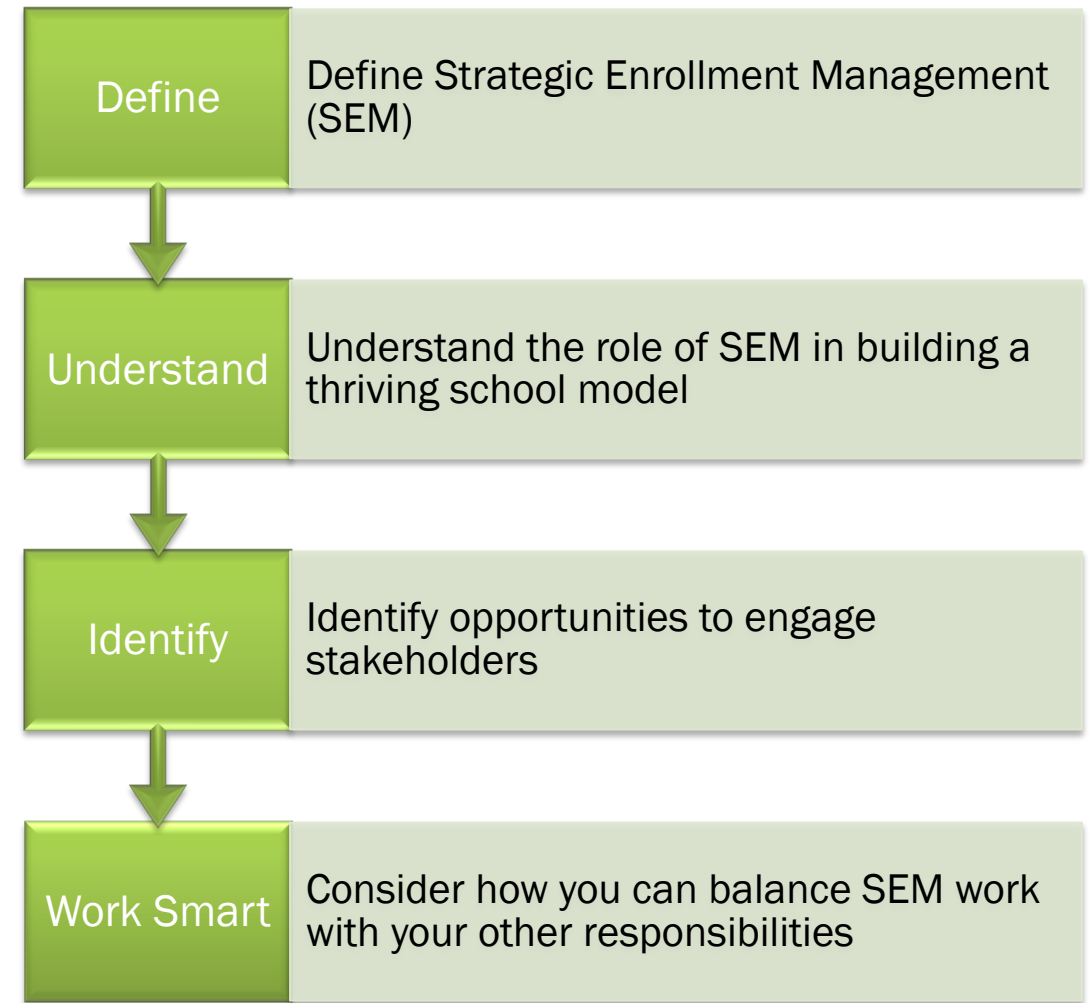 Define
Define Strategic Enrollment Management
(SEM)
Understand
Understand the role of SEM in building a
thriving school model
Identify
Identify opportunities to engage
stakeholders
Work Smart
Consider how you can balance SEM work
with your other responsibilities